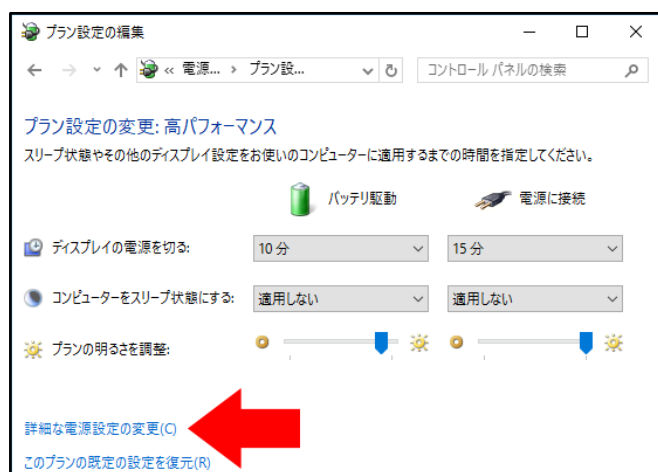 プラン設定の編集
« 電源... › プラン設... コントロール パネルの検索
プラン設定の変更: 高パフォーマンス
スリープ状態やその他のディスプレイ設定をお使いのコンピューターに適用するまでの時間を指定してください。
バッテリ駆動 電源に接続
ディスプレイの電源を切る: 10 分 15 分
コンピューターをスリープ状態にする: 適用しない 適用しない
プランの明るさを調整:
詳細な電源設定の変更(C)
このプランの既定の設定を復元(R)